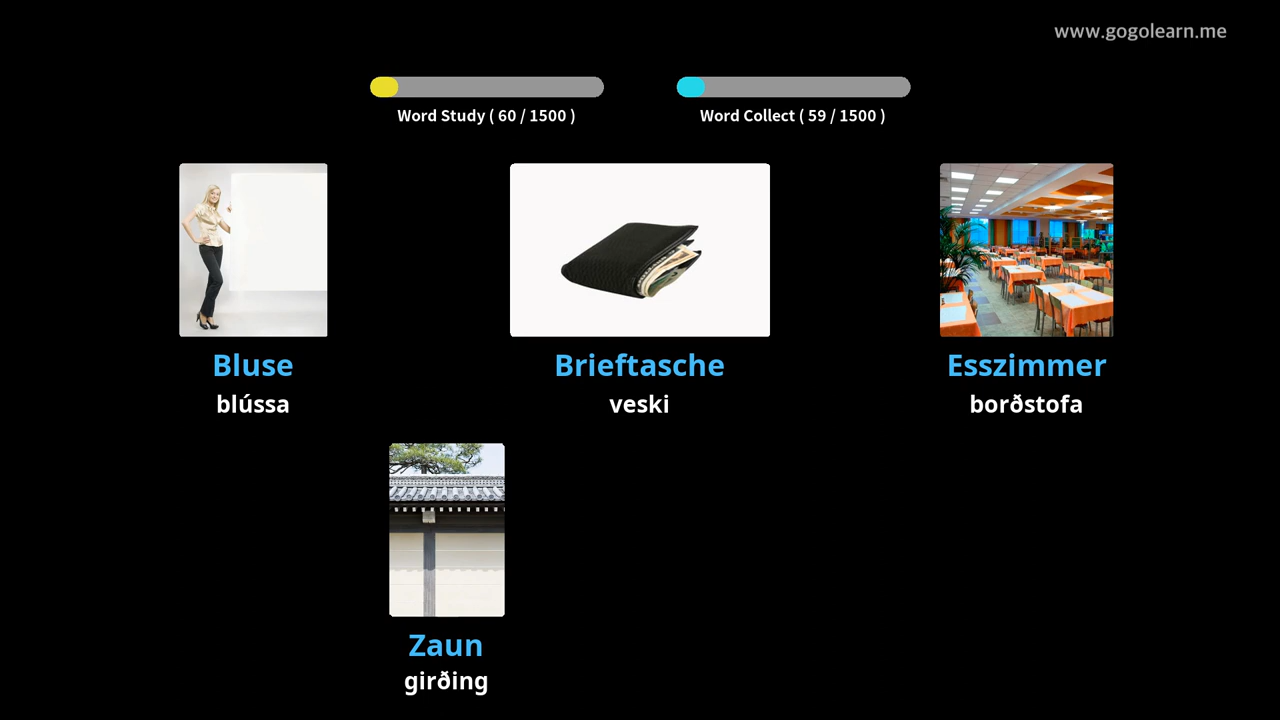 www.gogolearn.me
Word Study ( 60 / 1500 )
Word Collect ( 59 / 1500 )
Bluse
blússa
Brieftasche
veski
Esszimmer
borðstofa
Zaun
girðing